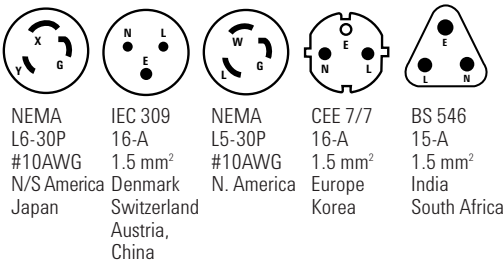 X
Y
G
N
L
E
W
G
L
E
N
L
E
L
N
NEMA
L6-30P
#10AWG
N/S America
Japan
IEC 309
16-A
1.5 mm²
Denmark
Switzerland
Austria,
China
NEMA
L5-30P
#10AWG
N. America
CEE 7/7
16-A
1.5 mm²
Europe
Korea
BS 546
15-A
1.5 mm²
India
South Africa